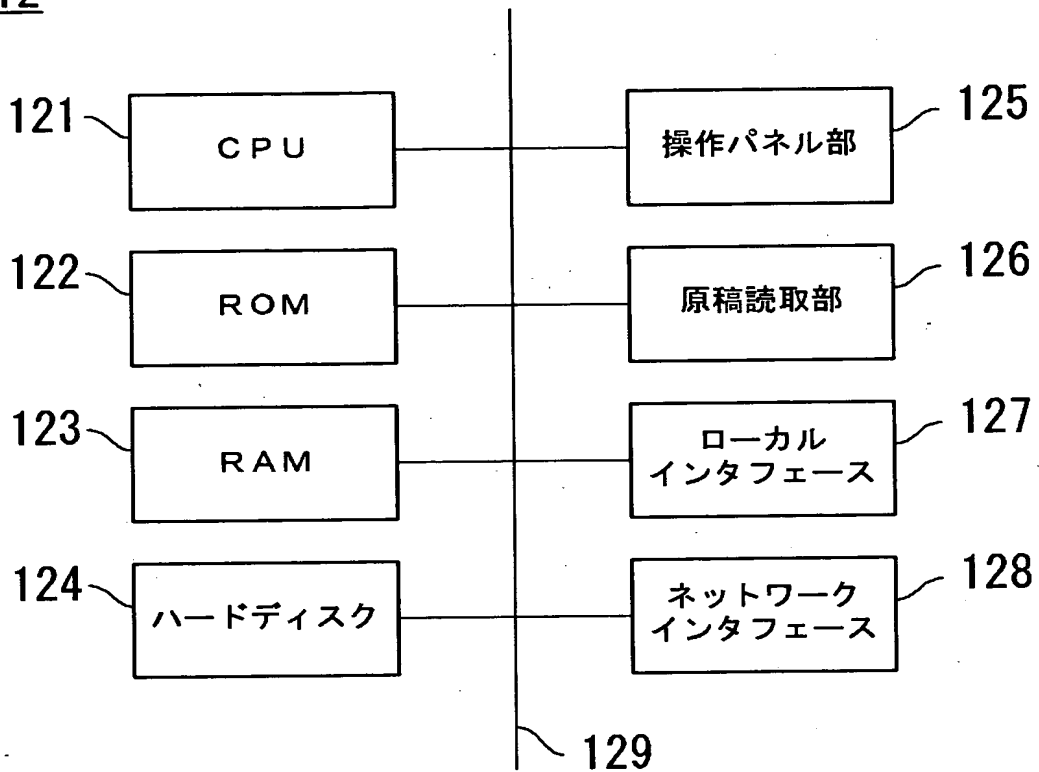 12
121
CPU
125
操作パネル部
122
ROM
126
原稿読取部
123
RAM
127
ローカル
インタフェース
124
ハードディスク
128
ネットワーク
インタフェース
129